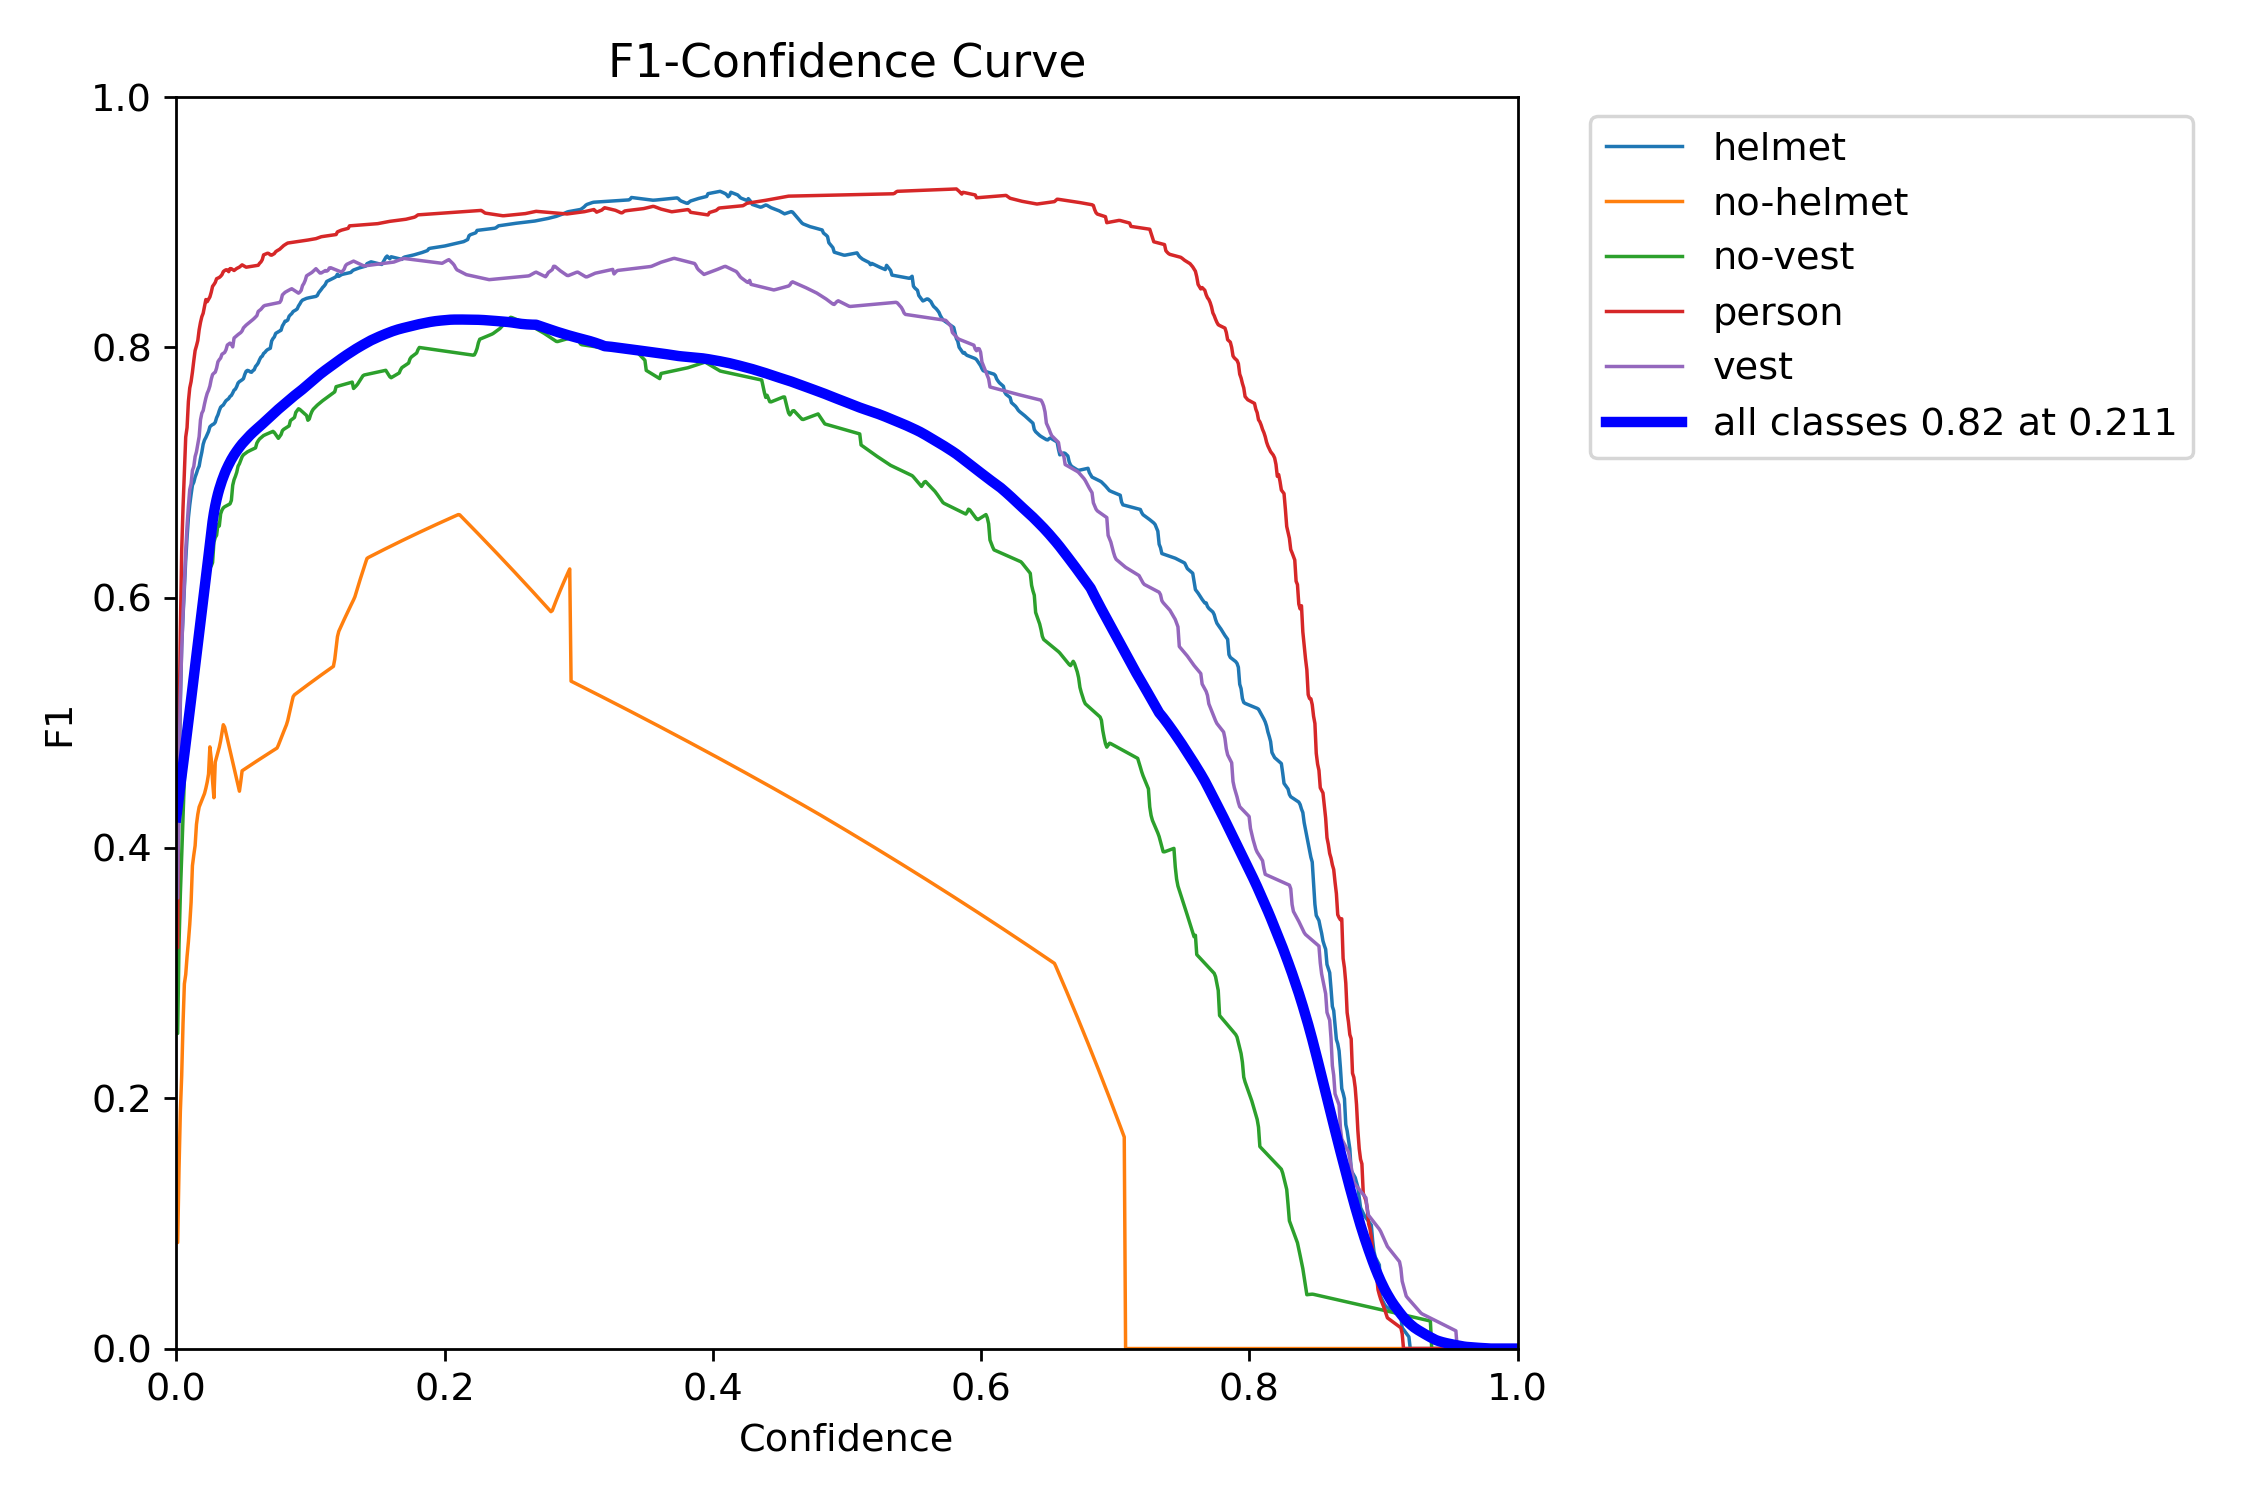 F1-Confidence Curve
1.0
0.8
0.6
0.4
0.2
0.0
F1
0.0 0.2 0.4 0.6 0.8 1.0
Confidence
helmet
no-helmet
no-vest
person
vest
all classes 0.82 at 0.211